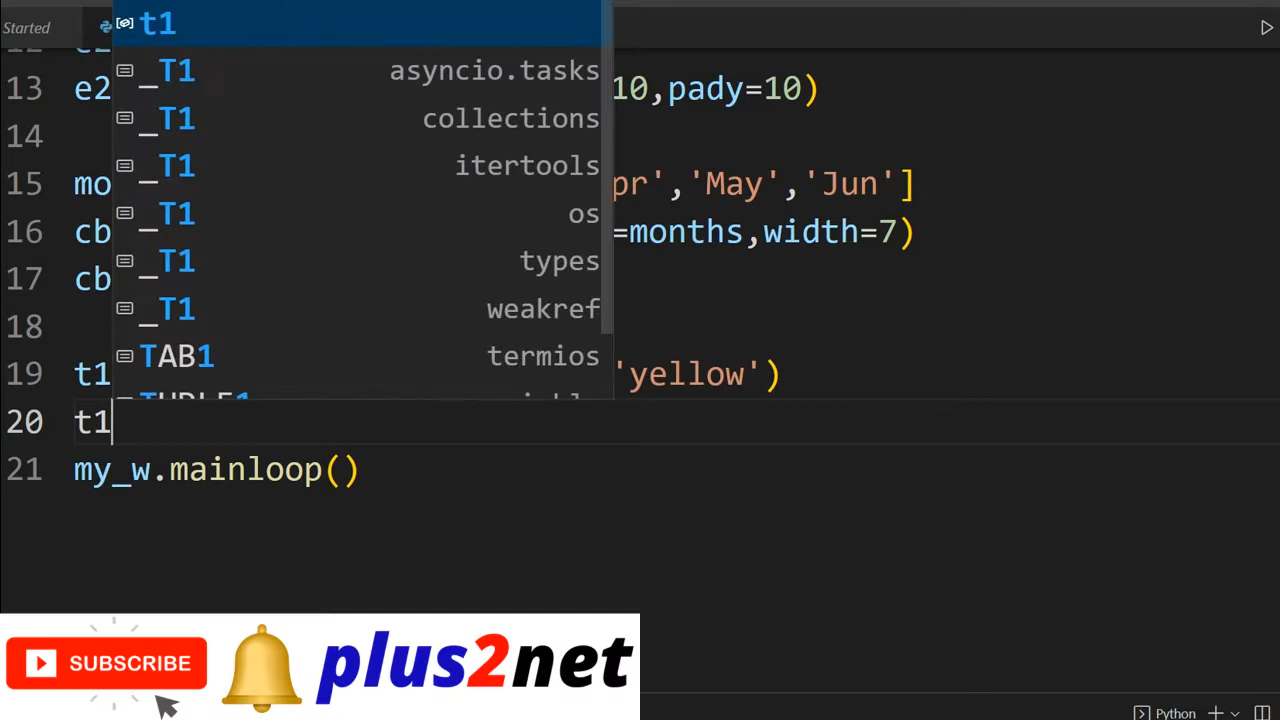 Started
t1
_T1 asyncio.tasks
13 e2 10,pady=10)
_T1 collections
14
_T1 itertools
15 mo pr','May','Jun']
_T1 os
16 cb =months,width=7)
_T1 types
17 cb
_T1 weakref
18
TAB1 termios
19 t1 'yellow')
20 t1
21 my_w.mainloop()
SUBSCRIBE
plus2net
Python